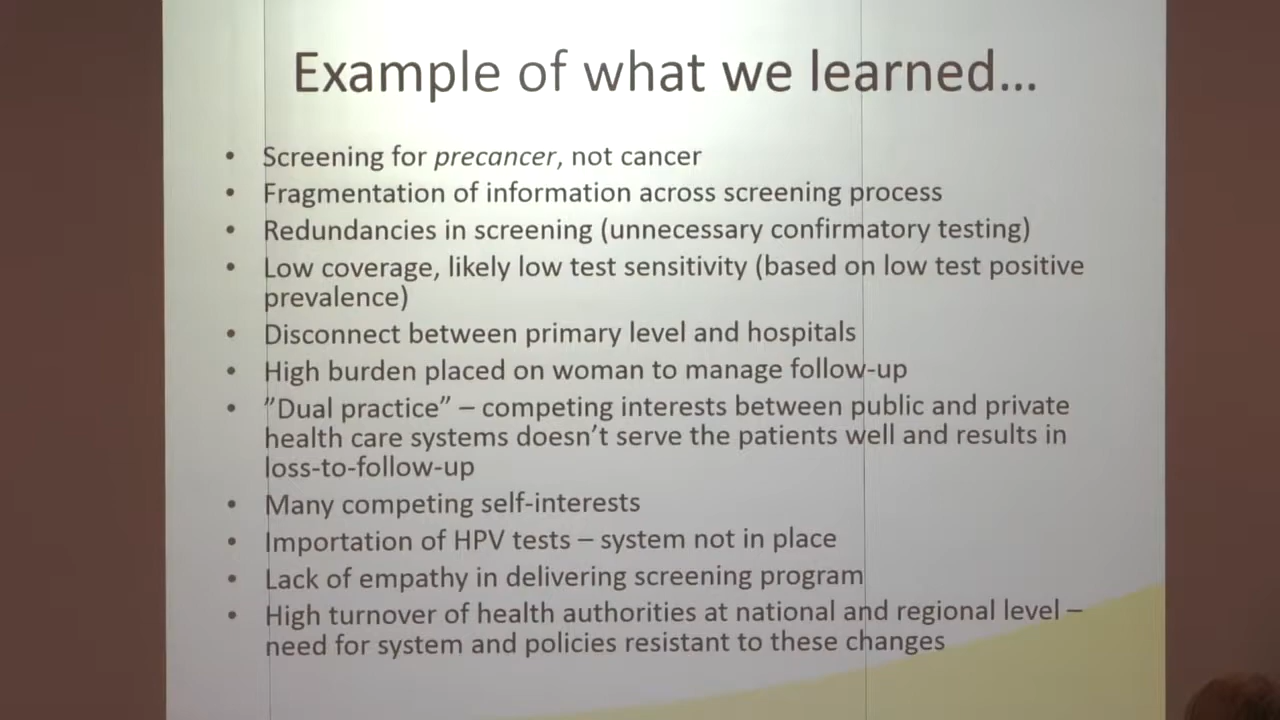 Example of what we learned...
• Screening for precancer, not cancer
• Fragmentation of information across screening process
• Redundancies in screening (unnecessary confirmatory testing)
• Low coverage, likely low test sensitivity (based on low test positive
prevalence)
• Disconnect between primary level and hospitals
• High burden placed on woman to manage follow-up
• ”Dual practice” – competing interests between public and private
health care systems doesn’t serve the patients well and results in
loss-to-follow-up
• Many competing self-interests
• Importation of HPV tests – system not in place
• Lack of empathy in delivering screening program
• High turnover of health authorities at national and regional level –
need for system and policies resistant to these changes